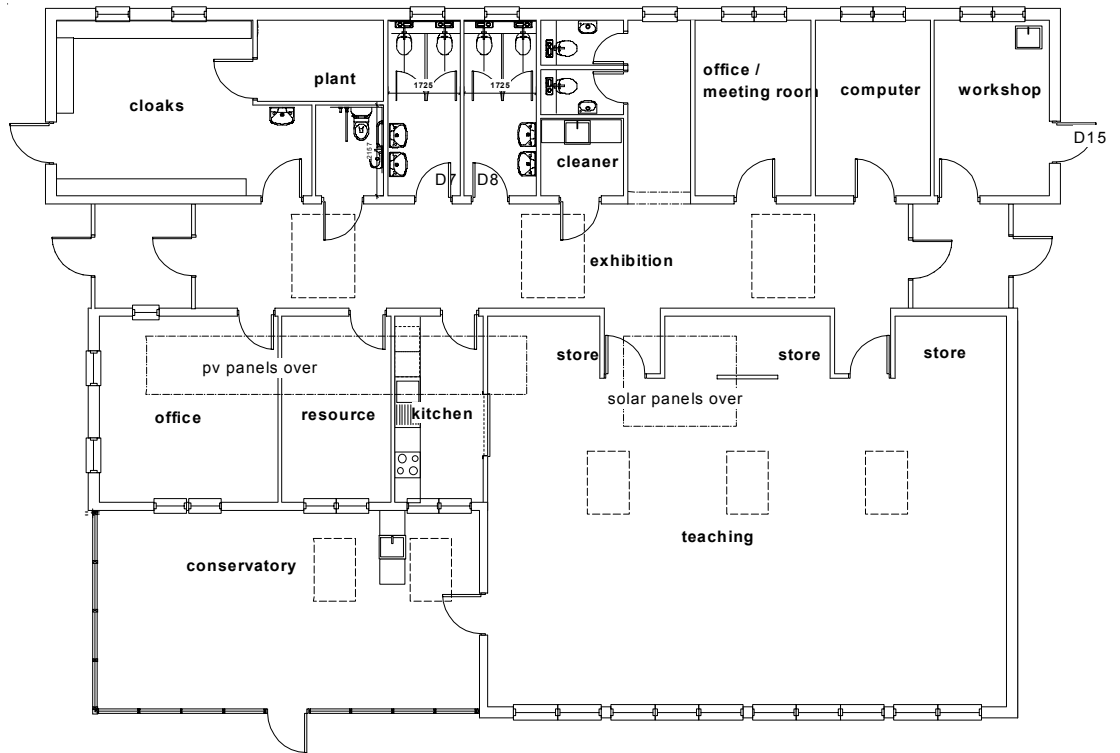 plant
cloaks
1725
1725
2157
D7
D8
cleaner
office /
meeting room
computer
workshop
D15
exhibition
pv panels over
office
resource
kitchen
store
store
store
solar panels over
teaching
conservatory